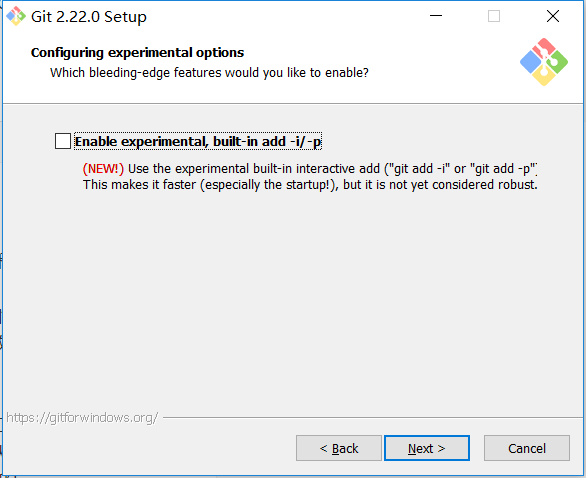 Git 2.22.0 Setup
Configuring experimental options
Which bleeding-edge features would you like to enable?
Enable experimental, built-in add -i/-p
(NEW!) Use the experimental built-in interactive add ("git add -i" or "git add -p")
This makes it faster (especially the startup!), but it is not yet considered robust.
https://gitforwindows.org/
< Back
Next >
Cancel